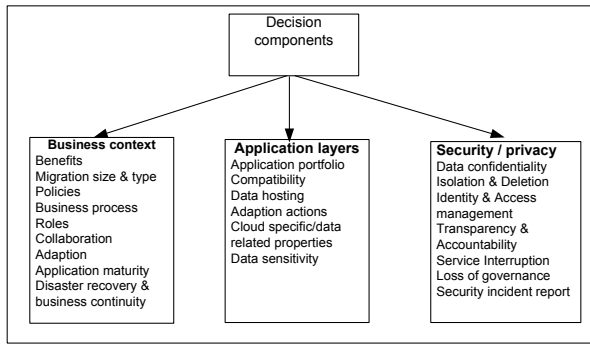 Decision
components
Business context
Benefits
Migration size & type
Policies
Business process
Roles
Collaboration
Adaption
Application maturity
Disaster recovery &
business continuity
Application layers
Application portfolio
Compatibility
Data hosting
Adaption actions
Cloud specific/data
related properties
Data sensitivity
Security / privacy
Data confidentiality
Isolation & Deletion
Identity & Access
management
Transparency &
Accountability
Service Interruption
Loss of governance
Security incident report